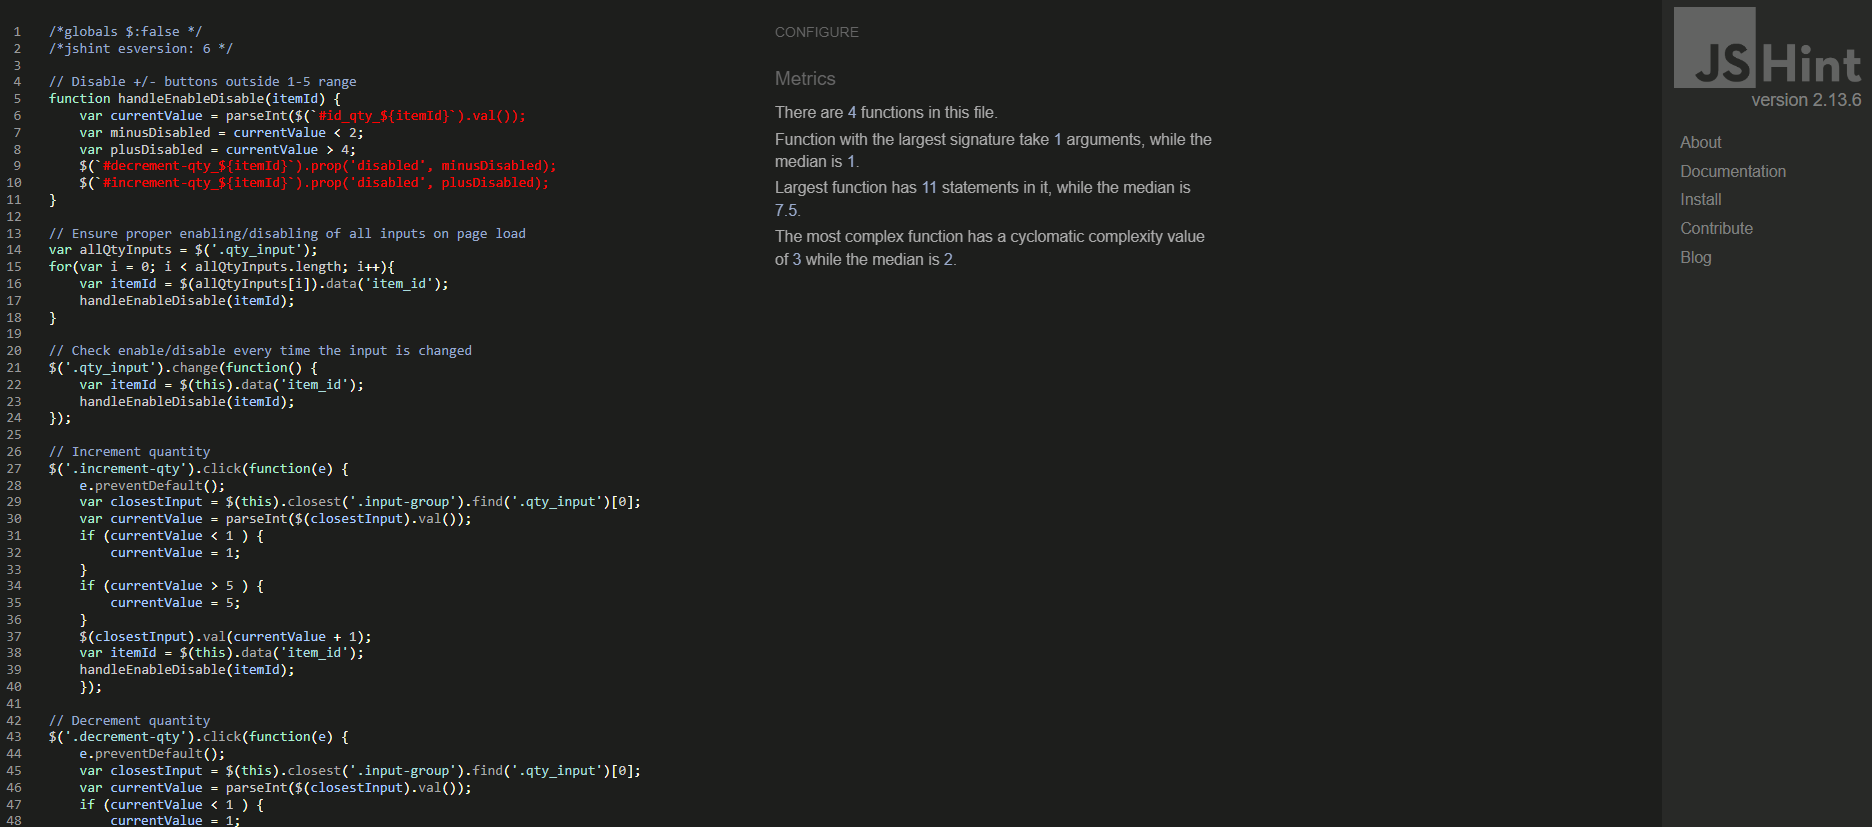 1 /*globals $:false */
2 /*jshint esversion: 6 */
3
4 // Disable +/- buttons outside 1-5 range
5 function handleEnableDisable(itemId) {
6     var currentValue = parseInt($(`#id_qty_${itemId}`).val());
7     var minusDisabled = currentValue < 2;
8     var plusDisabled = currentValue > 4;
9     $(`#decrement-qty_${itemId}`).prop('disabled', minusDisabled);
10     $(`#increment-qty_${itemId}`).prop('disabled', plusDisabled);
11 }
12
13 // Ensure proper enabling/disabling of all inputs on page load
14 var allQtyInputs = $('.qty_input');
15 for(var i = 0; i < allQtyInputs.length; i++){
16     var itemId = $(allQtyInputs[i]).data('item_id');
17     handleEnableDisable(itemId);
18 }
19
20 // Check enable/disable every time the input is changed
21 $('.qty_input').change(function() {
22     var itemId = $(this).data('item_id');
23     handleEnableDisable(itemId);
24 });
25
26 // Increment quantity
27 $('.increment-qty').click(function(e) {
28     e.preventDefault();
29     var closestInput = $(this).closest('.input-group').find('.qty_input')[0];
30     var currentValue = parseInt($(closestInput).val());
31     if (currentValue < 1 ) {
32         currentValue = 1;
33     }
34     if (currentValue > 5 ) {
35         currentValue = 5;
36     }
37     $(closestInput).val(currentValue + 1);
38     var itemId = $(this).data('item_id');
39     handleEnableDisable(itemId);
40     });
41
42 // Decrement quantity
43 $('.decrement-qty').click(function(e) {
44     e.preventDefault();
45     var closestInput = $(this).closest('.input-group').find('.qty_input')[0];
46     var currentValue = parseInt($(closestInput).val());
47     if (currentValue < 1 ) {
48         currentValue = 1;
CONFIGURE
Metrics
There are 4 functions in this file.
Function with the largest signature take 1 arguments, while the
median is 1.
Largest function has 11 statements in it, while the median is
7.5.
The most complex function has a cyclomatic complexity value
of 3 while the median is 2.
JSHint
version 2.13.6
About
Documentation
Install
Contribute
Blog